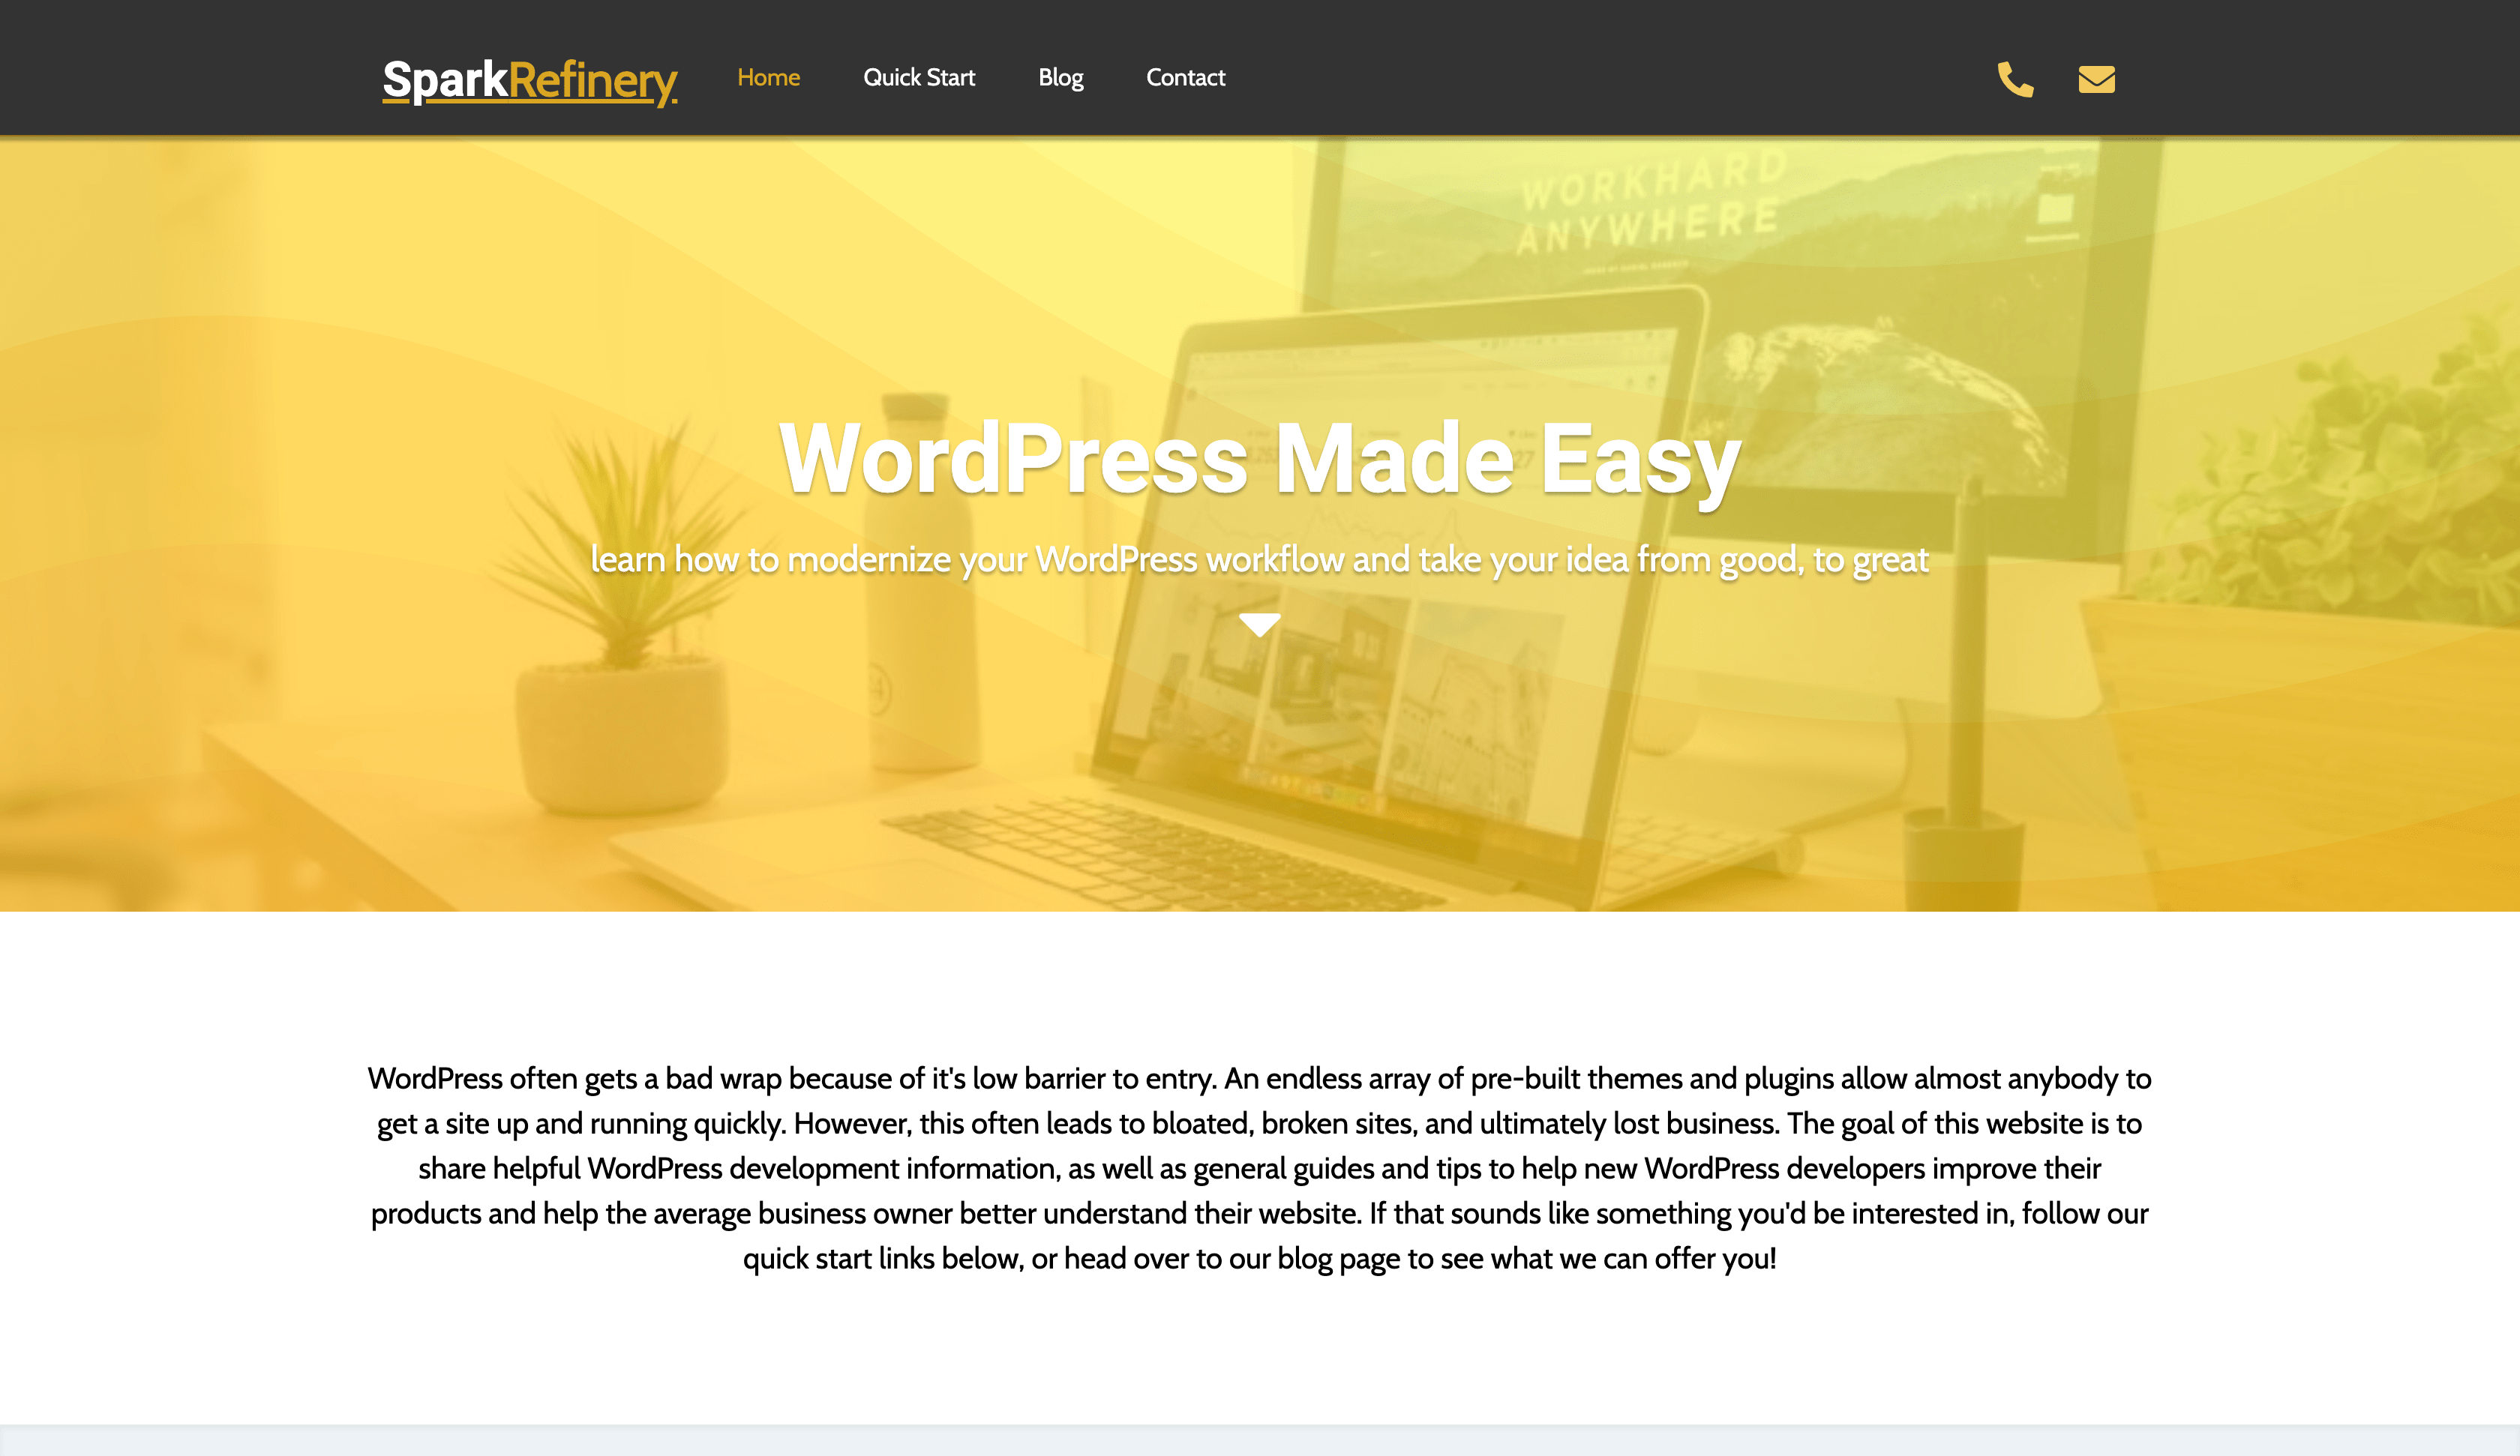 SparkRefinery
Home
Quick Start
Blog
Contact
WORKHARD
ANYWHERE
WordPress Made Easy
learn how to modernize your WordPress workflow and take your idea from good, to great
WordPress often gets a bad wrap because of it's low barrier to entry. An endless array of pre-built themes and plugins allow almost anybody to
get a site up and running quickly. However, this often leads to bloated, broken sites, and ultimately lost business. The goal of this website is to
share helpful WordPress development information, as well as general guides and tips to help new WordPress developers improve their
products and help the average business owner better understand their website. If that sounds like something you'd be interested in, follow our
quick start links below, or head over to our blog page to see what we can offer you!